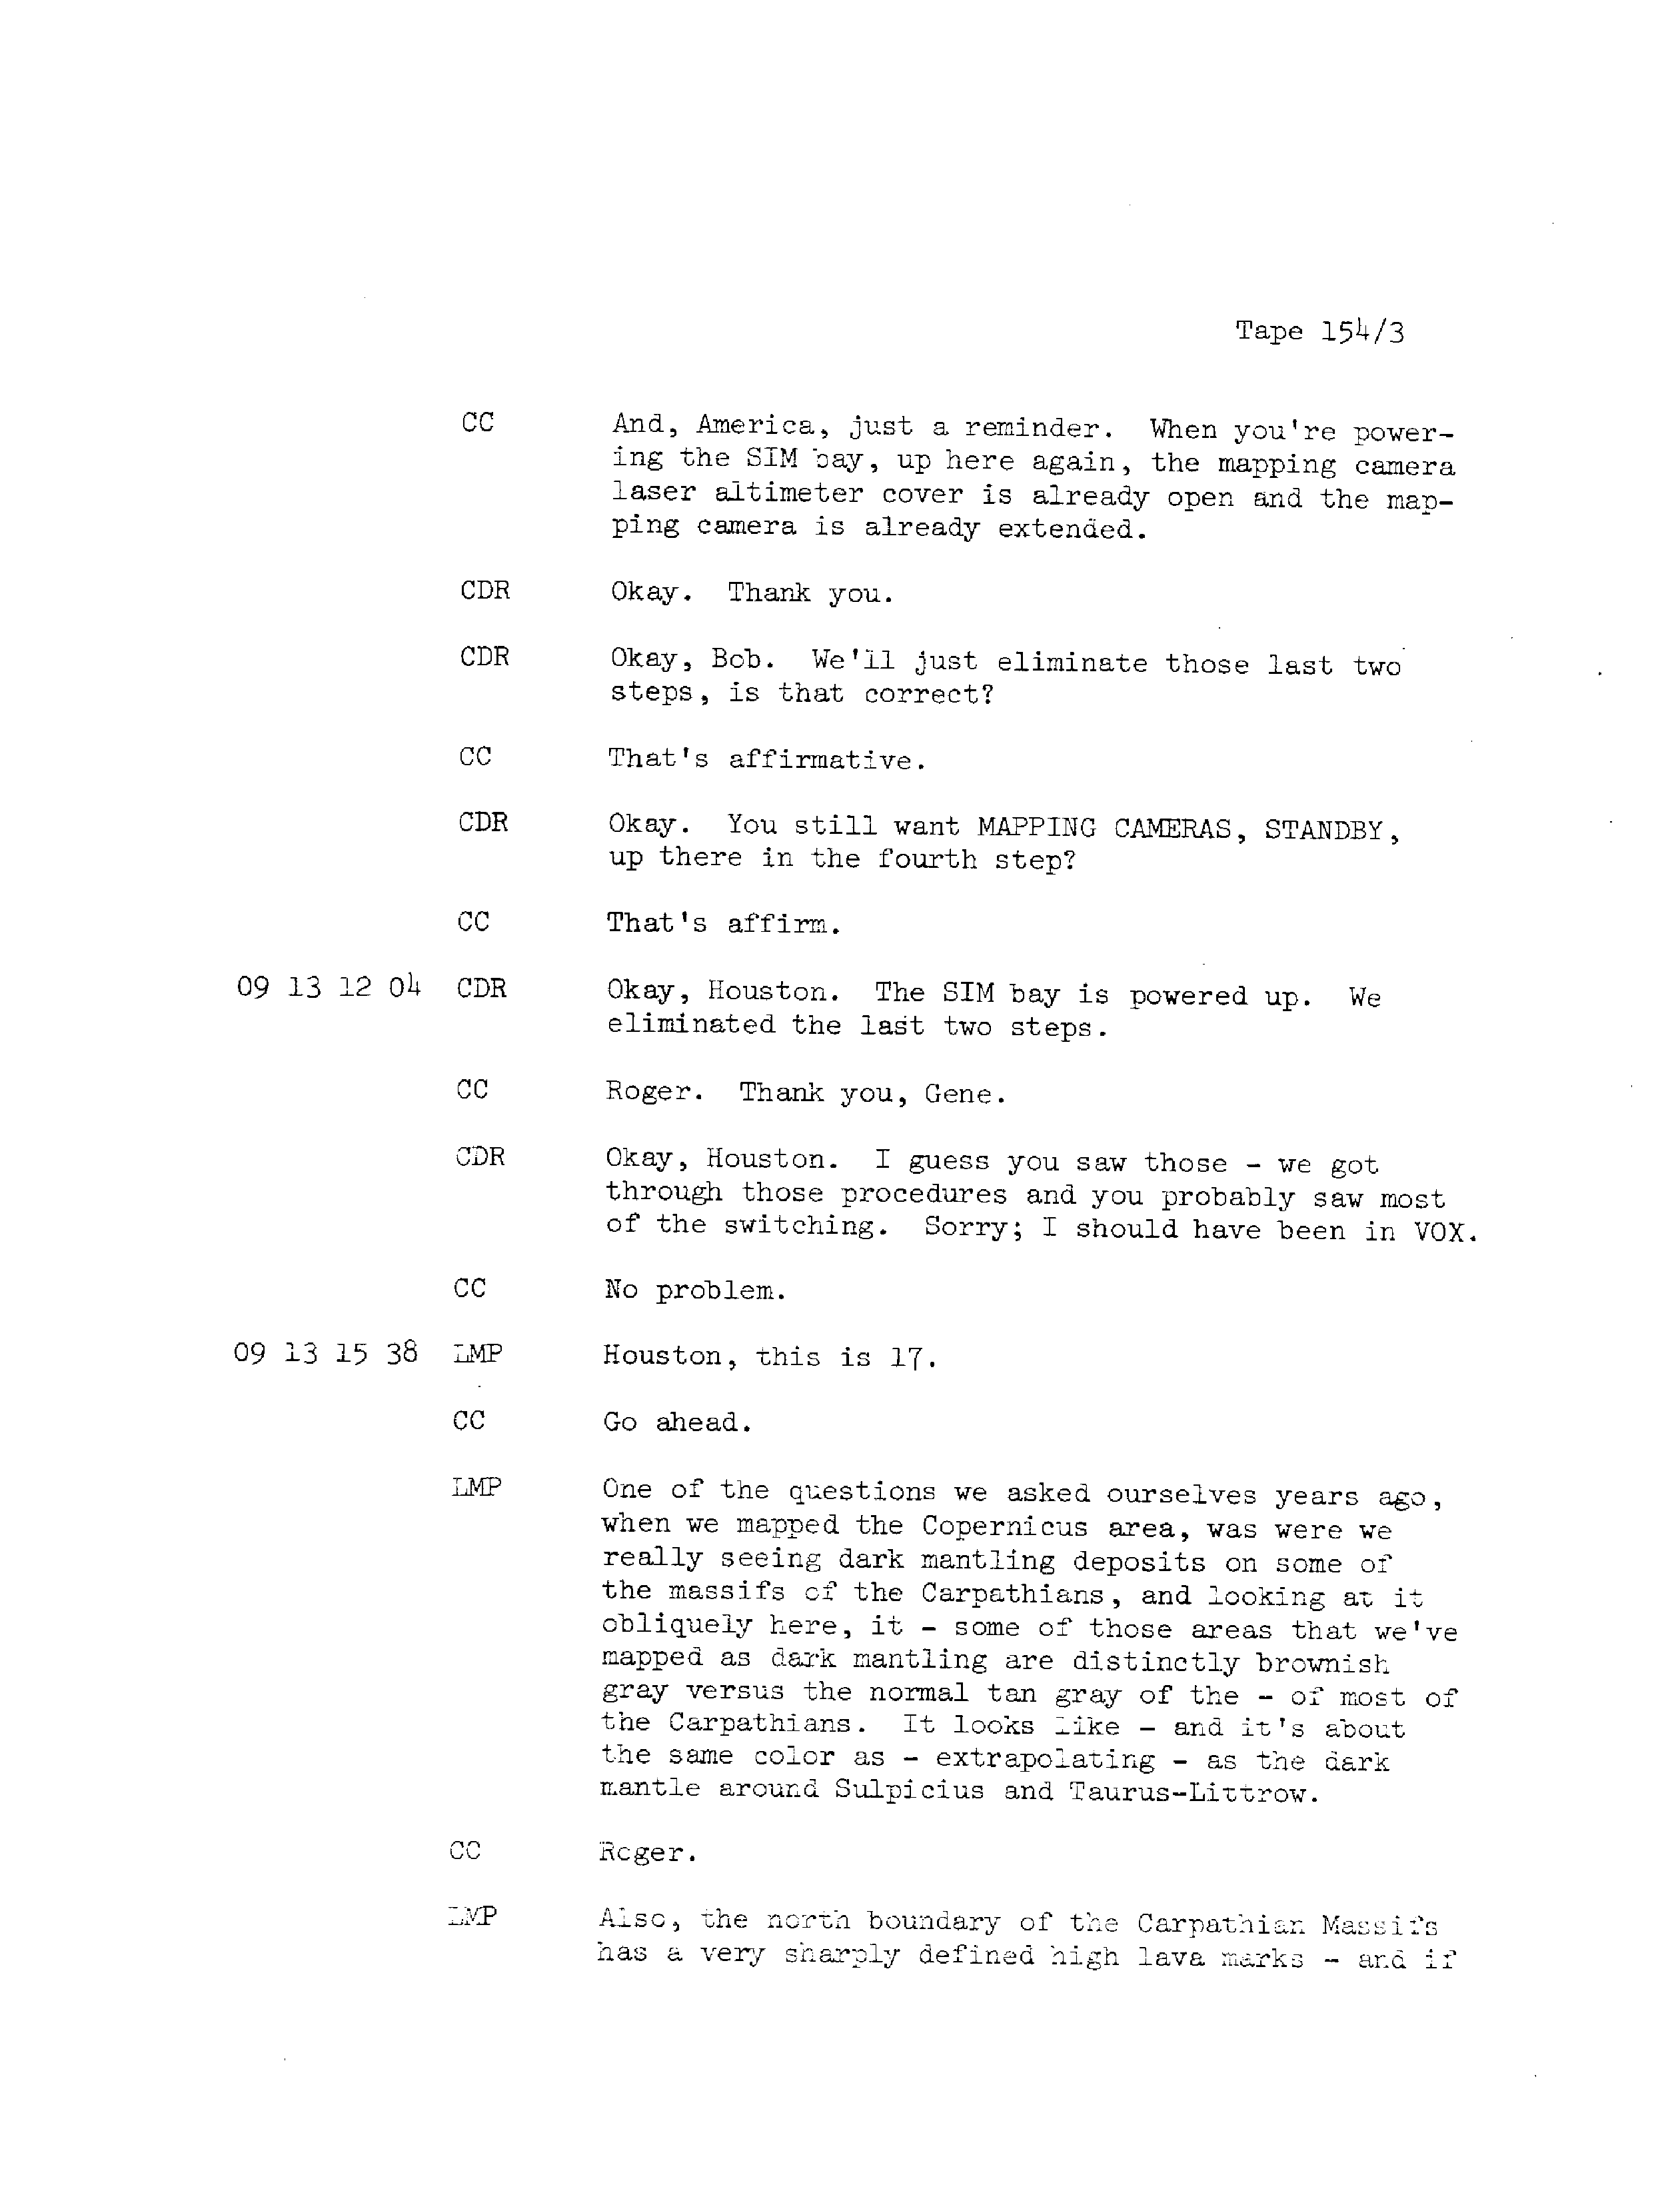 Tape 154/3
CC And, America, just a reminder. When you're power-
ing the SIM bay, up here again, the mapping camera
laser altimeter cover is already open and the map-
ping camera is already extended.
CDR Okay. Thank you.
CDR Okay, Bob. We'll just eliminate those last two
steps, is that correct?
CC That's affirmative.
CDR Okay. You still want MAPPING CAMERAS, STANDBY,
up there in the fourth step?
CC That's affirm.
09 13 12 04 CDR Okay, Houston. The SIM bay is powered up. We
eliminated the last two steps.
CC Roger. Thank you, Gene.
CDR Okay, Houston. I guess you saw those - we got
through those procedures and you probably saw most
of the switching. Sorry; I should have been in VOX.
CC No problem.
09 13 15 38 LMP Houston, this is 17.
CC Go ahead.
LMP One of the questions we asked ourselves years ago,
when we mapped the Copernicus area, was were we
really seeing dark mantling deposits on some of
the massifs of the Carpathians, and looking at it
obliquely here, it - some of those areas that we've
mapped as dark mantling are distinctly brownish
gray versus the normal tan gray of the - of most of
the Carpathians. It looks like - and it's about
the same color as - extrapolating - as the dark
mantle around Sulpicius and Taurus-Littrow.
CC Roger.
LMP Also, the north boundary of the Carpathian Massifs
has a very sharply defined high lava marks - and if